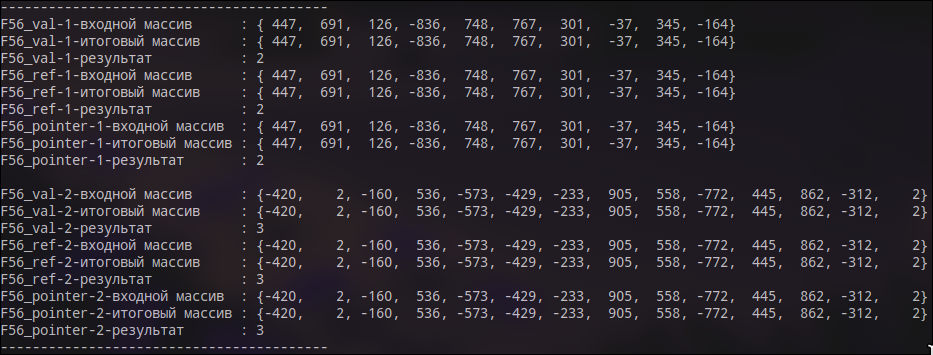 -----------------------------------------
F56_val-1-входной массив      : { 447,   691,   126, -836,   748,   767,   301,   -37,   345, -164}
F56_val-1-итоговый массив     : { 447,   691,   126, -836,   748,   767,   301,   -37,   345, -164}
F56_val-1-результат           : 2
F56_ref-1-входной массив      : { 447,   691,   126, -836,   748,   767,   301,   -37,   345, -164}
F56_ref-1-итоговый массив     : { 447,   691,   126, -836,   748,   767,   301,   -37,   345, -164}
F56_ref-1-результат           : 2
F56_pointer-1-входной массив  : { 447,   691,   126, -836,   748,   767,   301,   -37,   345, -164}
F56_pointer-1-итоговый массив : { 447,   691,   126, -836,   748,   767,   301,   -37,   345, -164}
F56_pointer-1-результат       : 2
F56_val-2-входной массив      : {-420,     2, -160,   536, -573, -429, -233,   905,   558, -772,   445,   862, -312,     2}
F56_val-2-итоговый массив     : {-420,     2, -160,   536, -573, -429, -233,   905,   558, -772,   445,   862, -312,     2}
F56_val-2-результат           : 3
F56_ref-2-входной массив      : {-420,     2, -160,   536, -573, -429, -233,   905,   558, -772,   445,   862, -312,     2}
F56_ref-2-итоговый массив     : {-420,     2, -160,   536, -573, -429, -233,   905,   558, -772,   445,   862, -312,     2}
F56_ref-2-результат           : 3
F56_pointer-2-входной массив  : {-420,     2, -160,   536, -573, -429, -233,   905,   558, -772,   445,   862, -312,     2}
F56_pointer-2-итоговый массив : {-420,     2, -160,   536, -573, -429, -233,   905,   558, -772,   445,   862, -312,     2}
F56_pointer-2-результат       : 3
-----------------------------------------